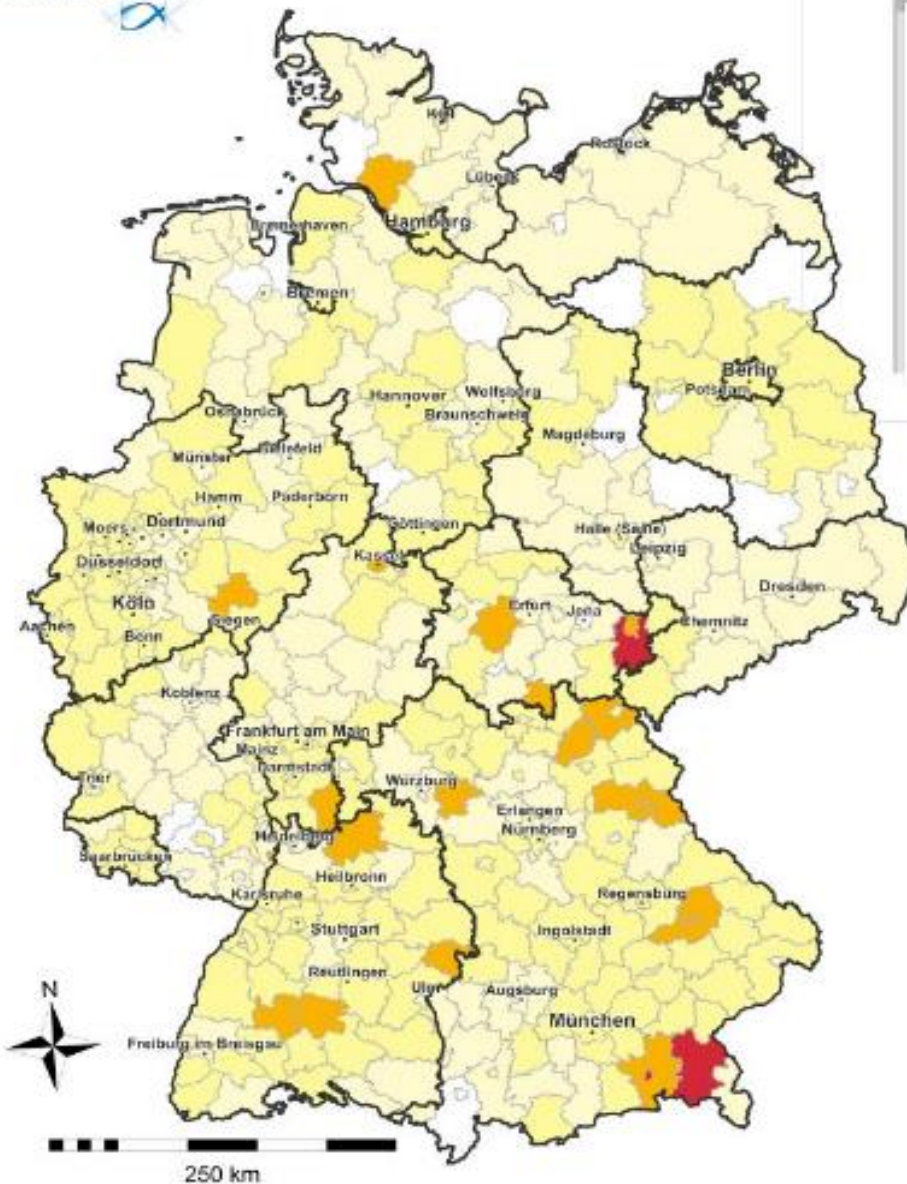 Kiel
Rostock
Lübeck
Hamburg
Bremerhaven
Bremen
Berlin
Potsdam
Wolfsburg
Hannover
Braunschweig
Osnabrück
Magdeburg
Bielefeld
Münster
Hamm
Paderborn
Göttingen
Moers
Dortmund
Halle (Saale)
Leipzig
Kassel
Düsseldorf
Dresden
Köln
Erfurt
Jena
Siegen
Chemnitz
Aachen
Bonn
Koblenz
Frankfurt am Main
Mainz
Darmstadt
Trier
Würzburg
Erlangen
Nürnberg
Heidelberg
Saarbrücken
Heilbronn
Karlsruhe
Regensburg
Stuttgart
Ingolstadt
Reutlingen
Ulm
Augsburg
N
München
Freiburg im Breisgau
250 km